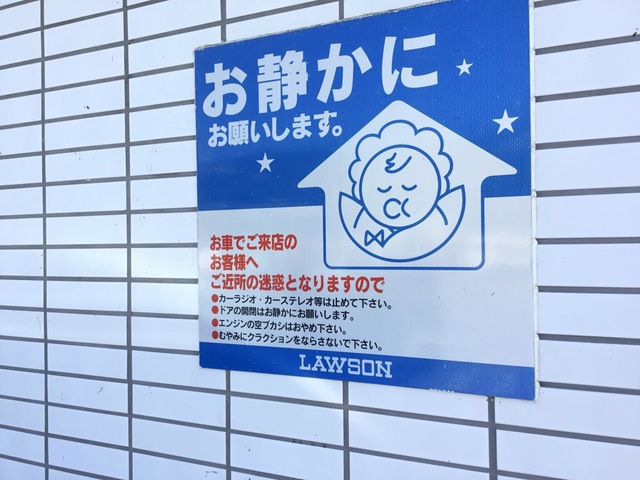 お静かに
お願いします。
お車でご来店の
お客様へ
ご近所の迷惑となりますので
●カーラジオ・カーステレオ等は止めて下さい。
●ドアの開閉はお静かにお願いします。
●エンジンの空ブカシはおやめ下さい。
●むやみにクラクションをならさないで下さい。
LAWSON